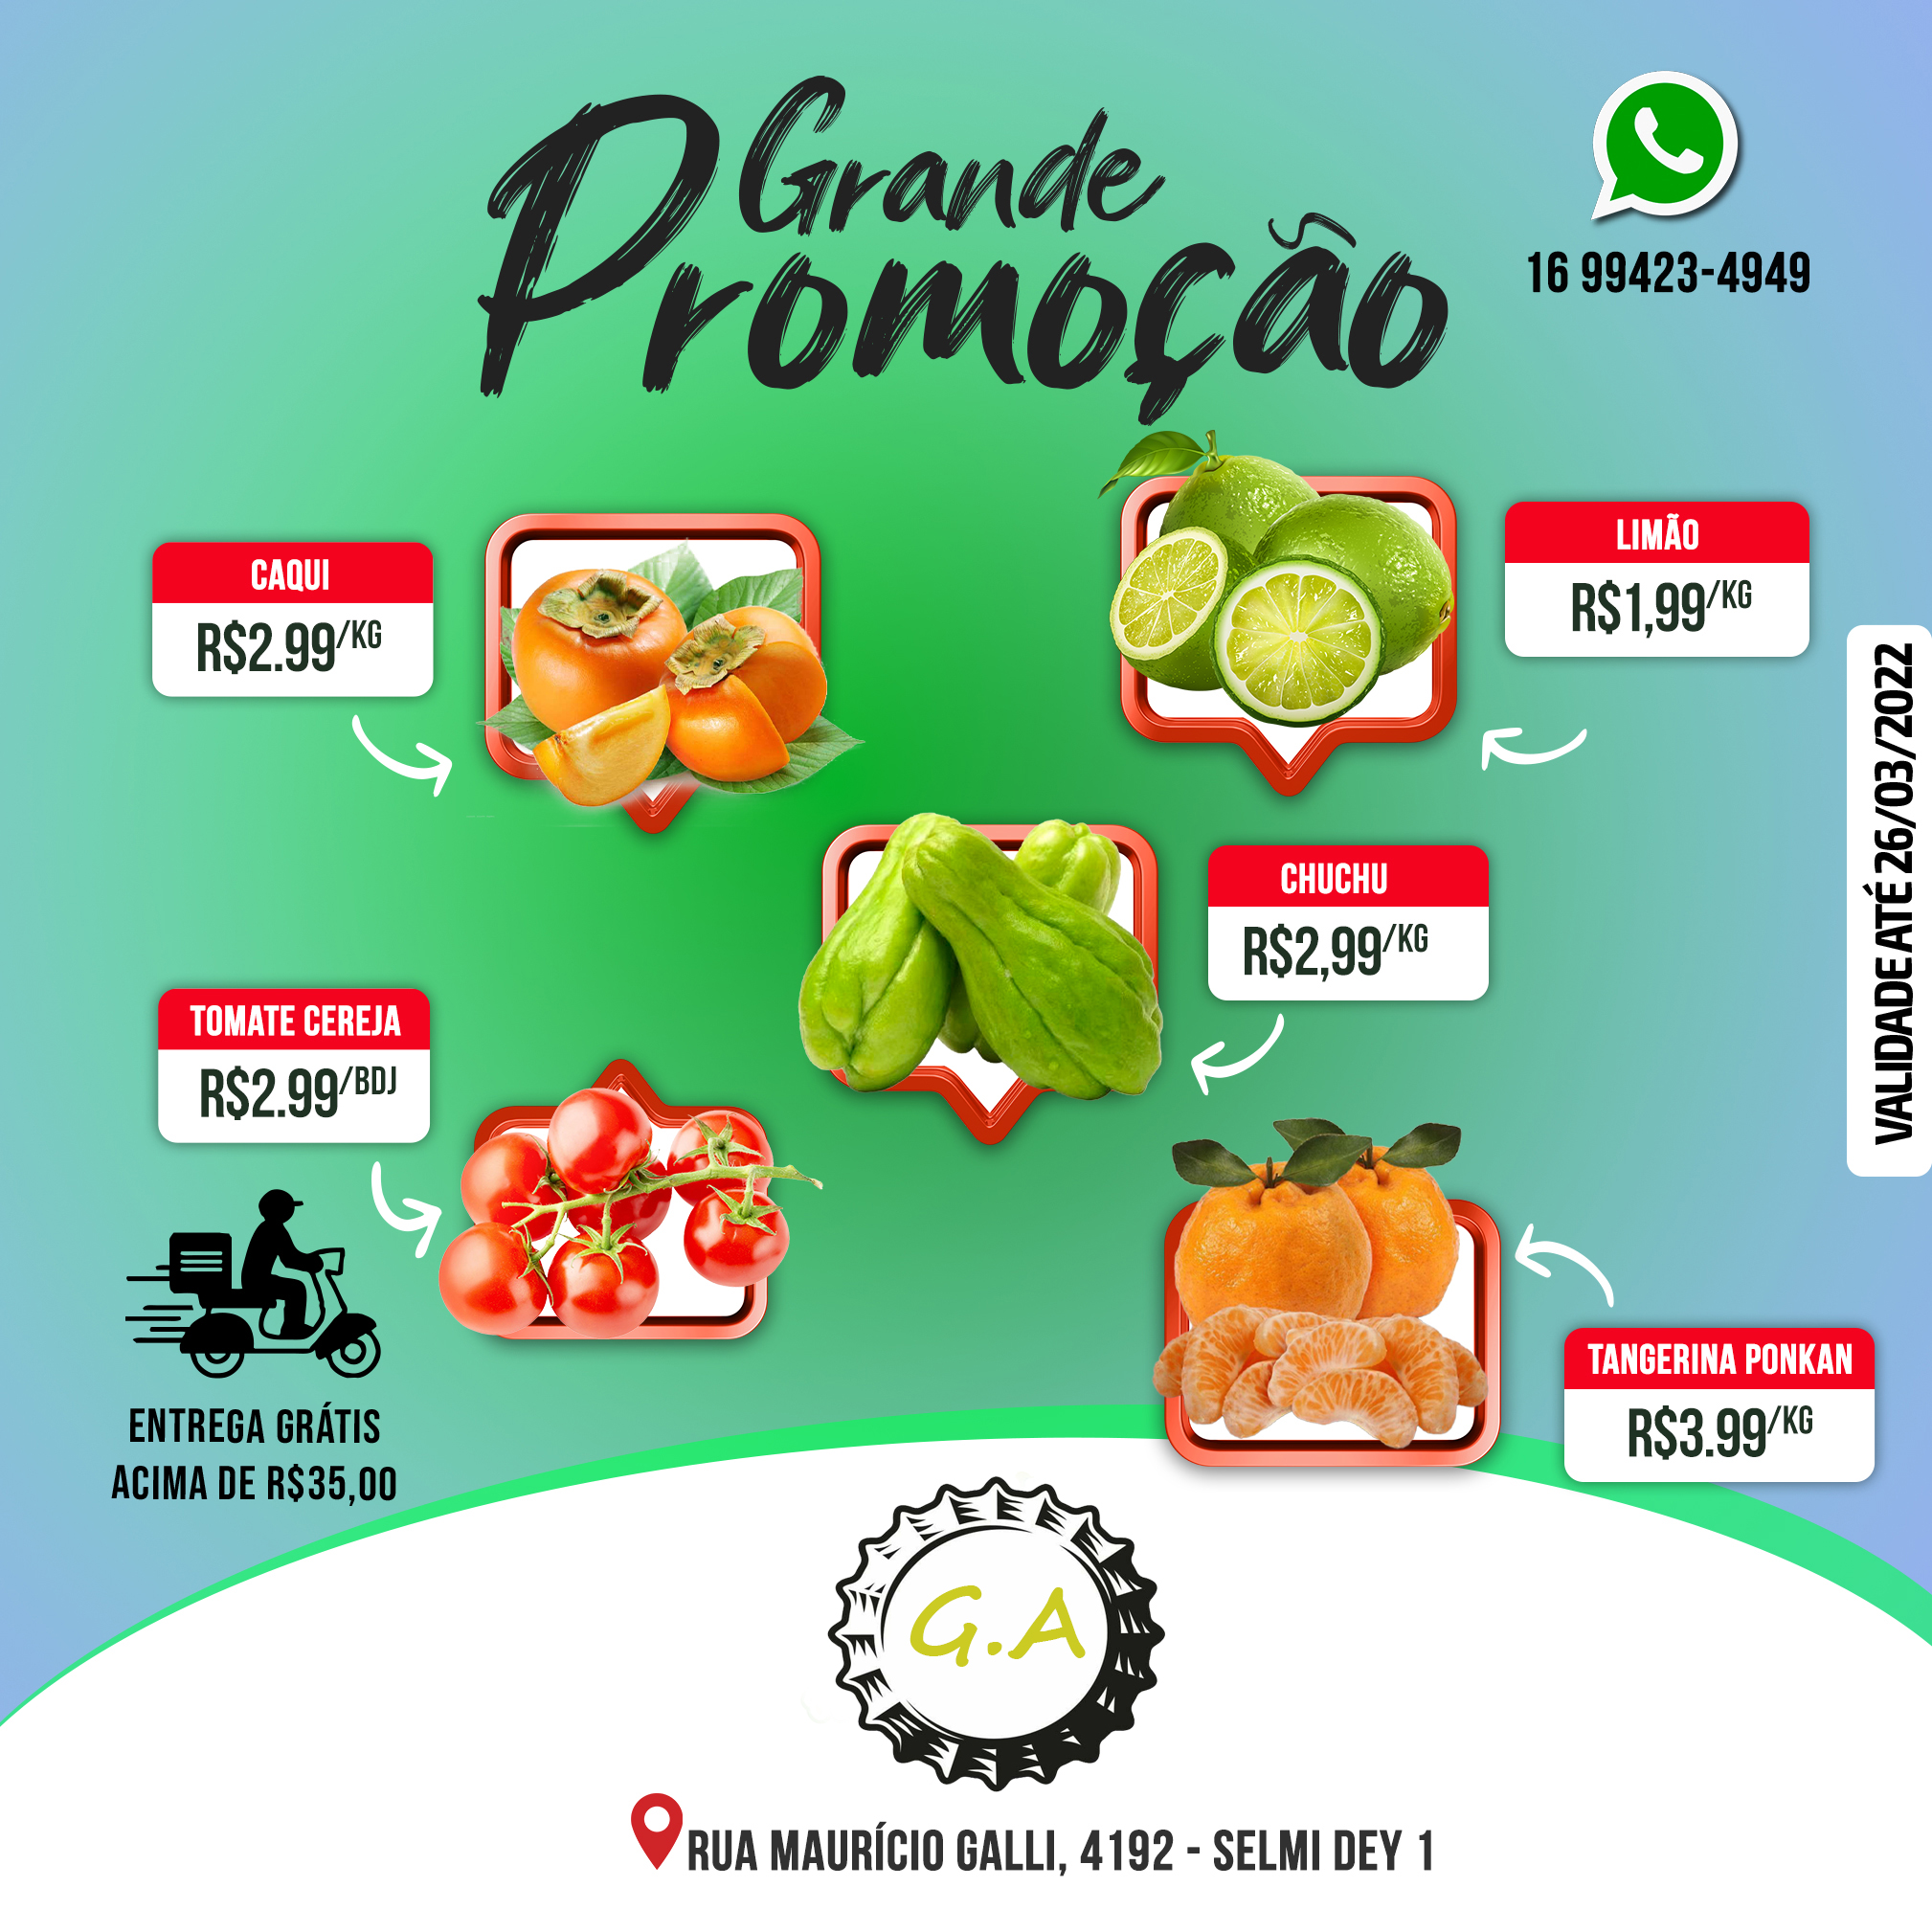 Grande
Promoção
16 99423-4949
CAQUI
R$2.99/KG
LIMÃO
R$1,99/KG
CHUCHU
R$2,99/KG
VALIDADE ATÉ 26/03/2022
TOMATE CEREJA
R$2.99/BDJ
TANGERINA PONKAN
R$3.99/KG
ENTREGA GRÁTIS
ACIMA DE R$35,00
G.A
RUA MAURÍCIO GALLI, 4192 - SELMI DEY 1